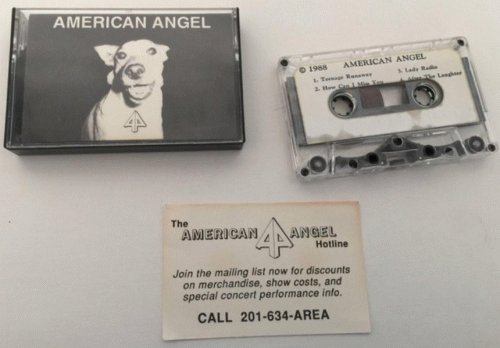 AMERICAN ANGEL
© 1988 AMERICAN ANGEL
1. Teenage Runaway
2. How Can I Miss You
3. Lady Radio
4. After The Laughter
The
AMERICAN AA ANGEL
Hotline
Join the mailing list now for discounts
on merchandise, show costs, and
special concert performance info.
CALL 201-634-AREA